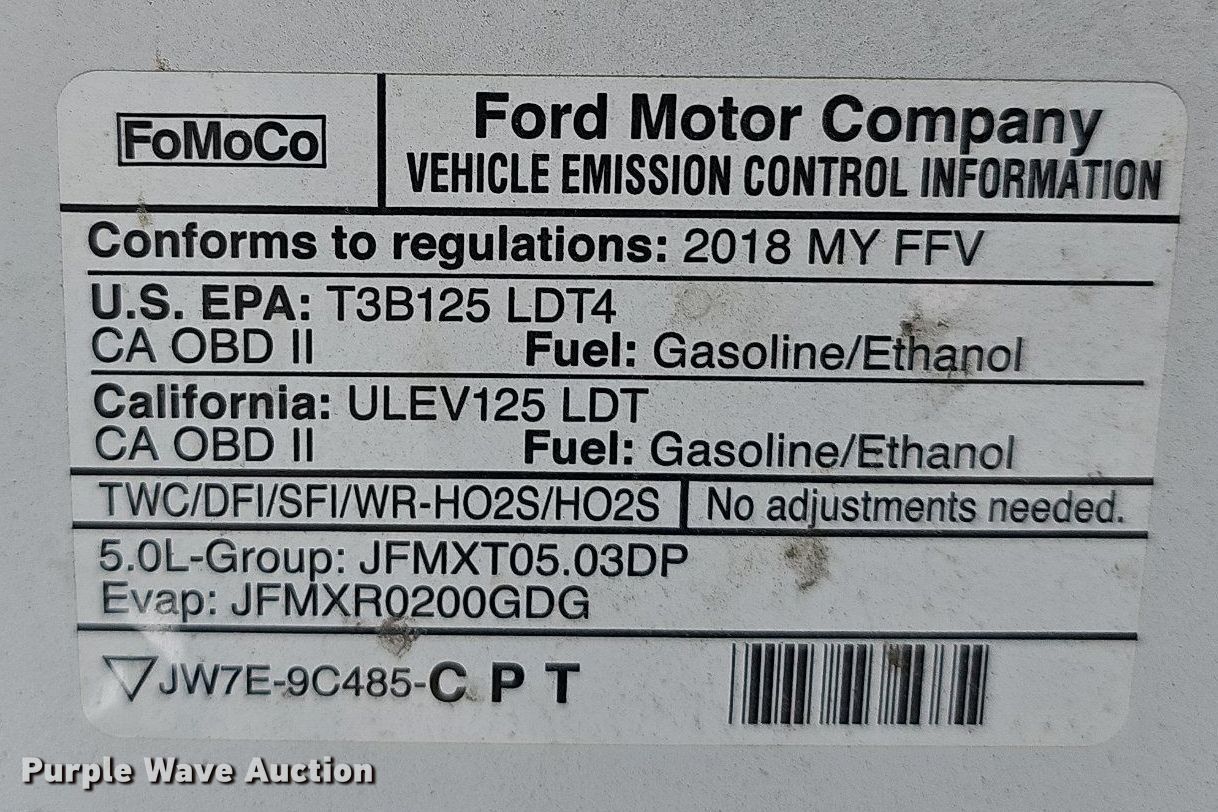 FoMoCo
Ford Motor Company
VEHICLE EMISSION CONTROL INFORMATION
Conforms to regulations: 2018 MY FFV
U.S. EPA: T3B125 LDT4
CA OBD II Fuel: Gasoline/Ethanol
California: ULEV125 LDT
CA OBD II Fuel: Gasoline/Ethanol
TWC/DFI/SFI/WR-HO2S/HO2S No adjustments needed.
5.0L-Group: JFMXT05.03DP
Evap: JFMXR0200GDG
JW7E-9C485-C P T
Purple Wave Auction